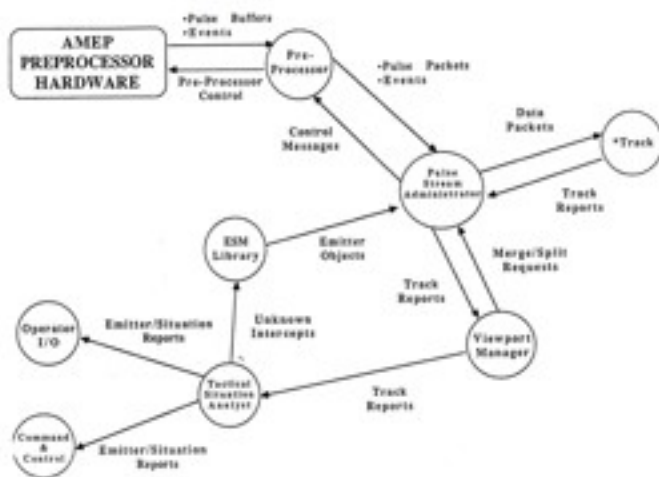 •Pulse Buffers
•Events
AMEP
PREPROCESSOR
HARDWARE
Pre-
Processor
Pre-Processor
Control
•Pulse Packets
•Events
Control
Messages
Data
Packets
*Track
Pulse
Stream
Administrator
Track
Reports
ESM
Library
Emitter
Objects
Merge/Split
Requests
Track
Reports
Operator
I/O
Emitter/Situation
Reports
Unknown
Intercepts
Viewport
Manager
Tactical
Situation
Analyst
Track
Reports
Command
&
Control
Emitter/Situation
Reports